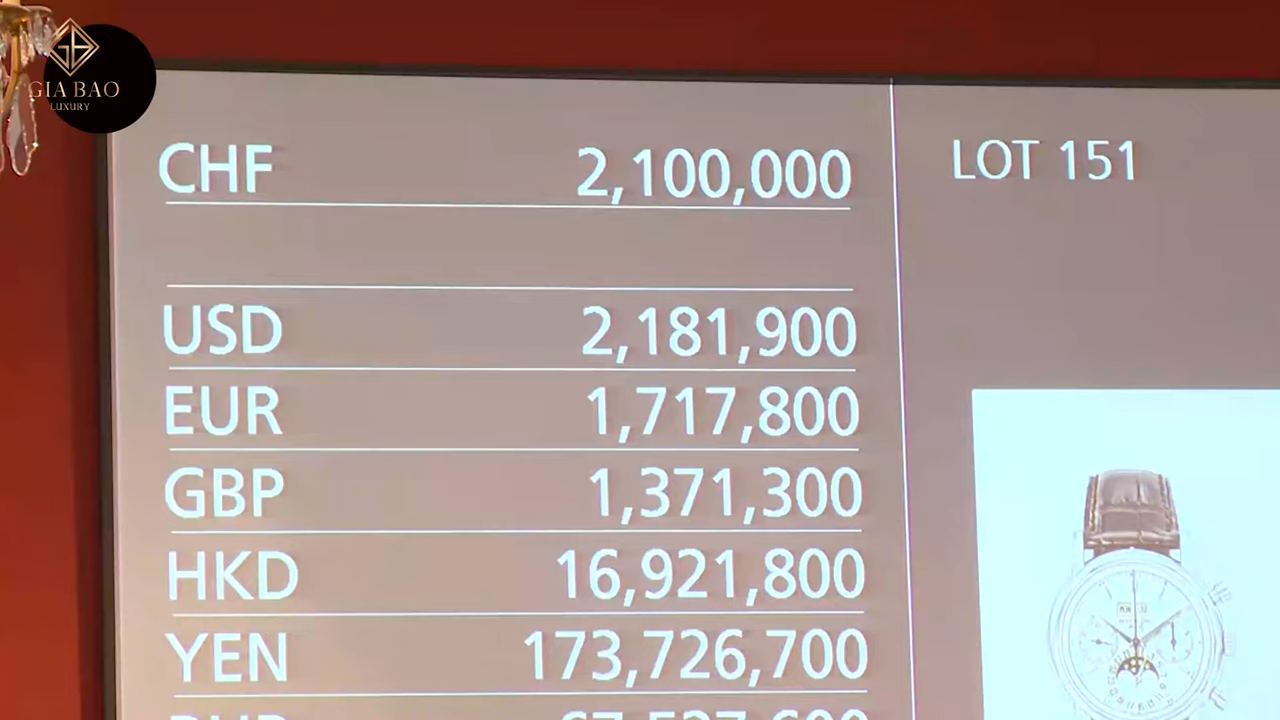 GIA BAO
LUXURY
CHF 2,100,000
LOT 151
USD 2,181,900
EUR 1,717,800
GBP 1,371,300
HKD 16,921,800
YEN 173,726,700